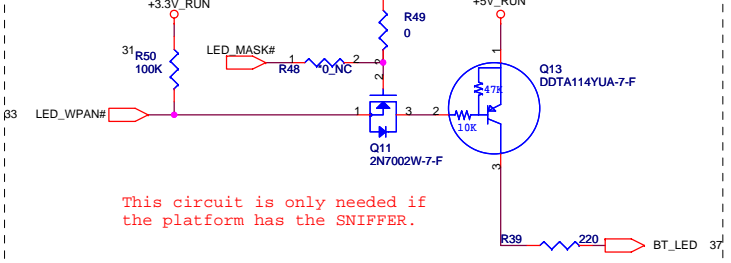 +3.3V_RUN
+5V_RUN
R49
0
31
R50
100K
LED_MASK#
1
2
R48
*0_NC
2
1
Q13
DDTA114YUA-7-F
47K
33
LED_WPAN#
1
3
2
10K
Q11
2N7002W-7-F
3
This circuit is only needed if
the platform has the SNIFFER.
R39
220
BT_LED
37